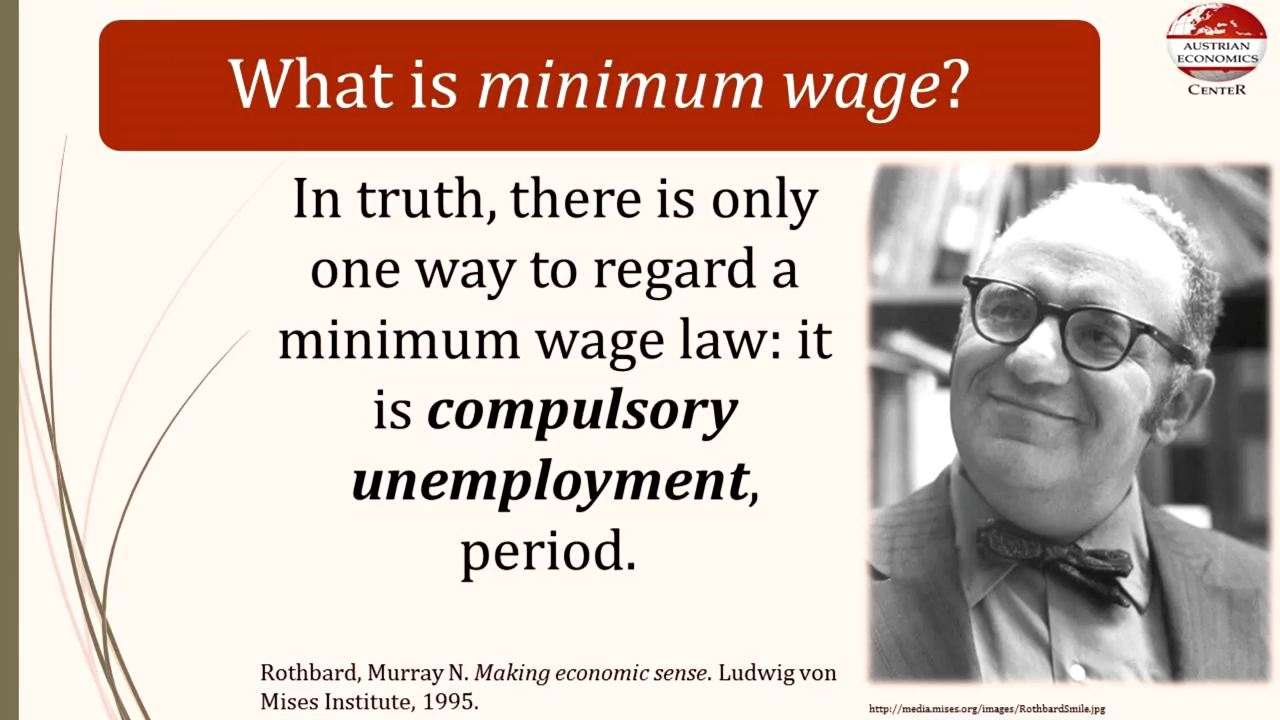 What is minimum wage?
AUSTRIAN
ECONOMICS
CENTER
In truth, there is only
one way to regard a
minimum wage law: it
is compulsory
unemployment,
period.
Rothbard, Murray N. Making economic sense. Ludwig von
Mises Institute, 1995.
http://media.mises.org/images/RothbardSmile.jpg